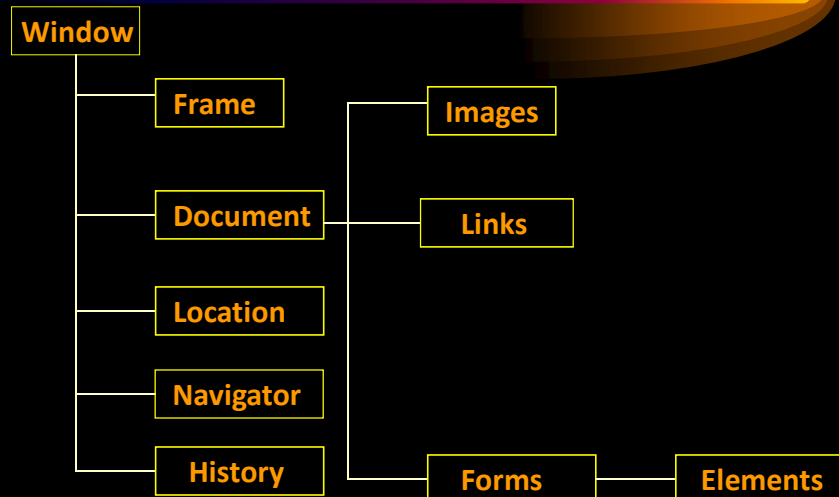 Window
Frame
Images
Document
Links
Location
Navigator
History
Forms
Elements